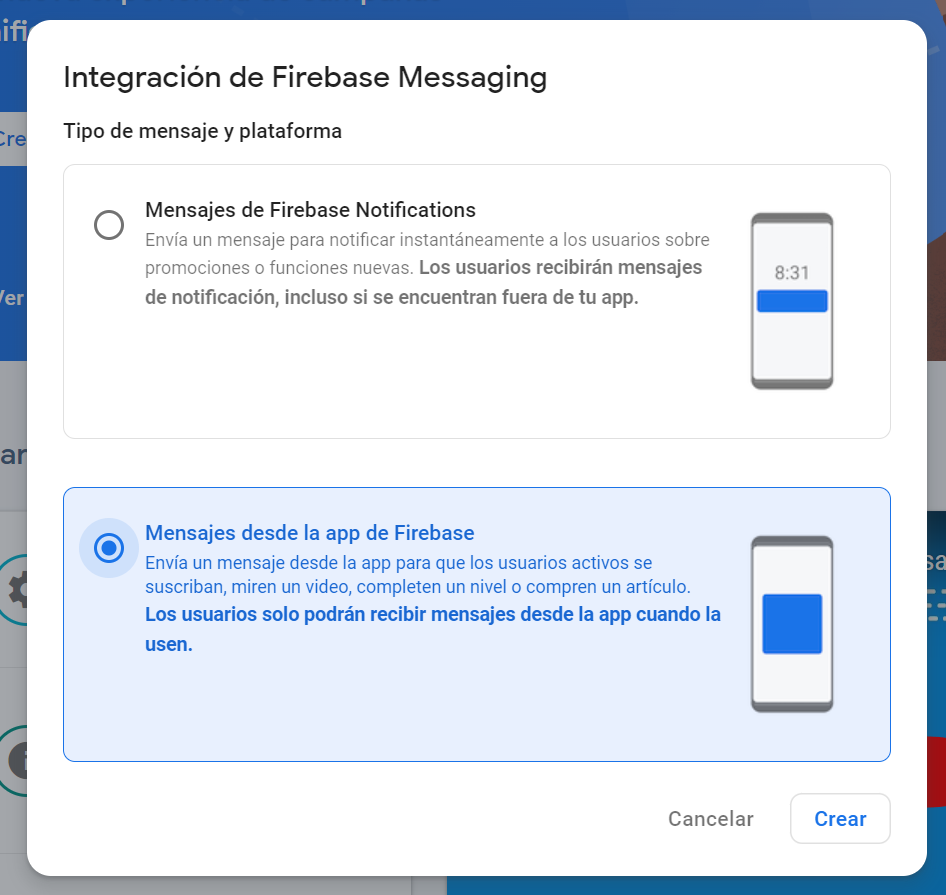 Integración de Firebase Messaging
Tipo de mensaje y plataforma
Mensajes de Firebase Notifications
Envía un mensaje para notificar instantáneamente a los usuarios sobre
promociones o funciones nuevas. Los usuarios recibirán mensajes
de notificación, incluso si se encuentran fuera de tu app.
8:31
Mensajes desde la app de Firebase
Envía un mensaje desde la app para que los usuarios activos se
suscriban, miren un video, completen un nivel o compren un artículo.
Los usuarios solo podrán recibir mensajes desde la app cuando la
usen.
Cancelar
Crear